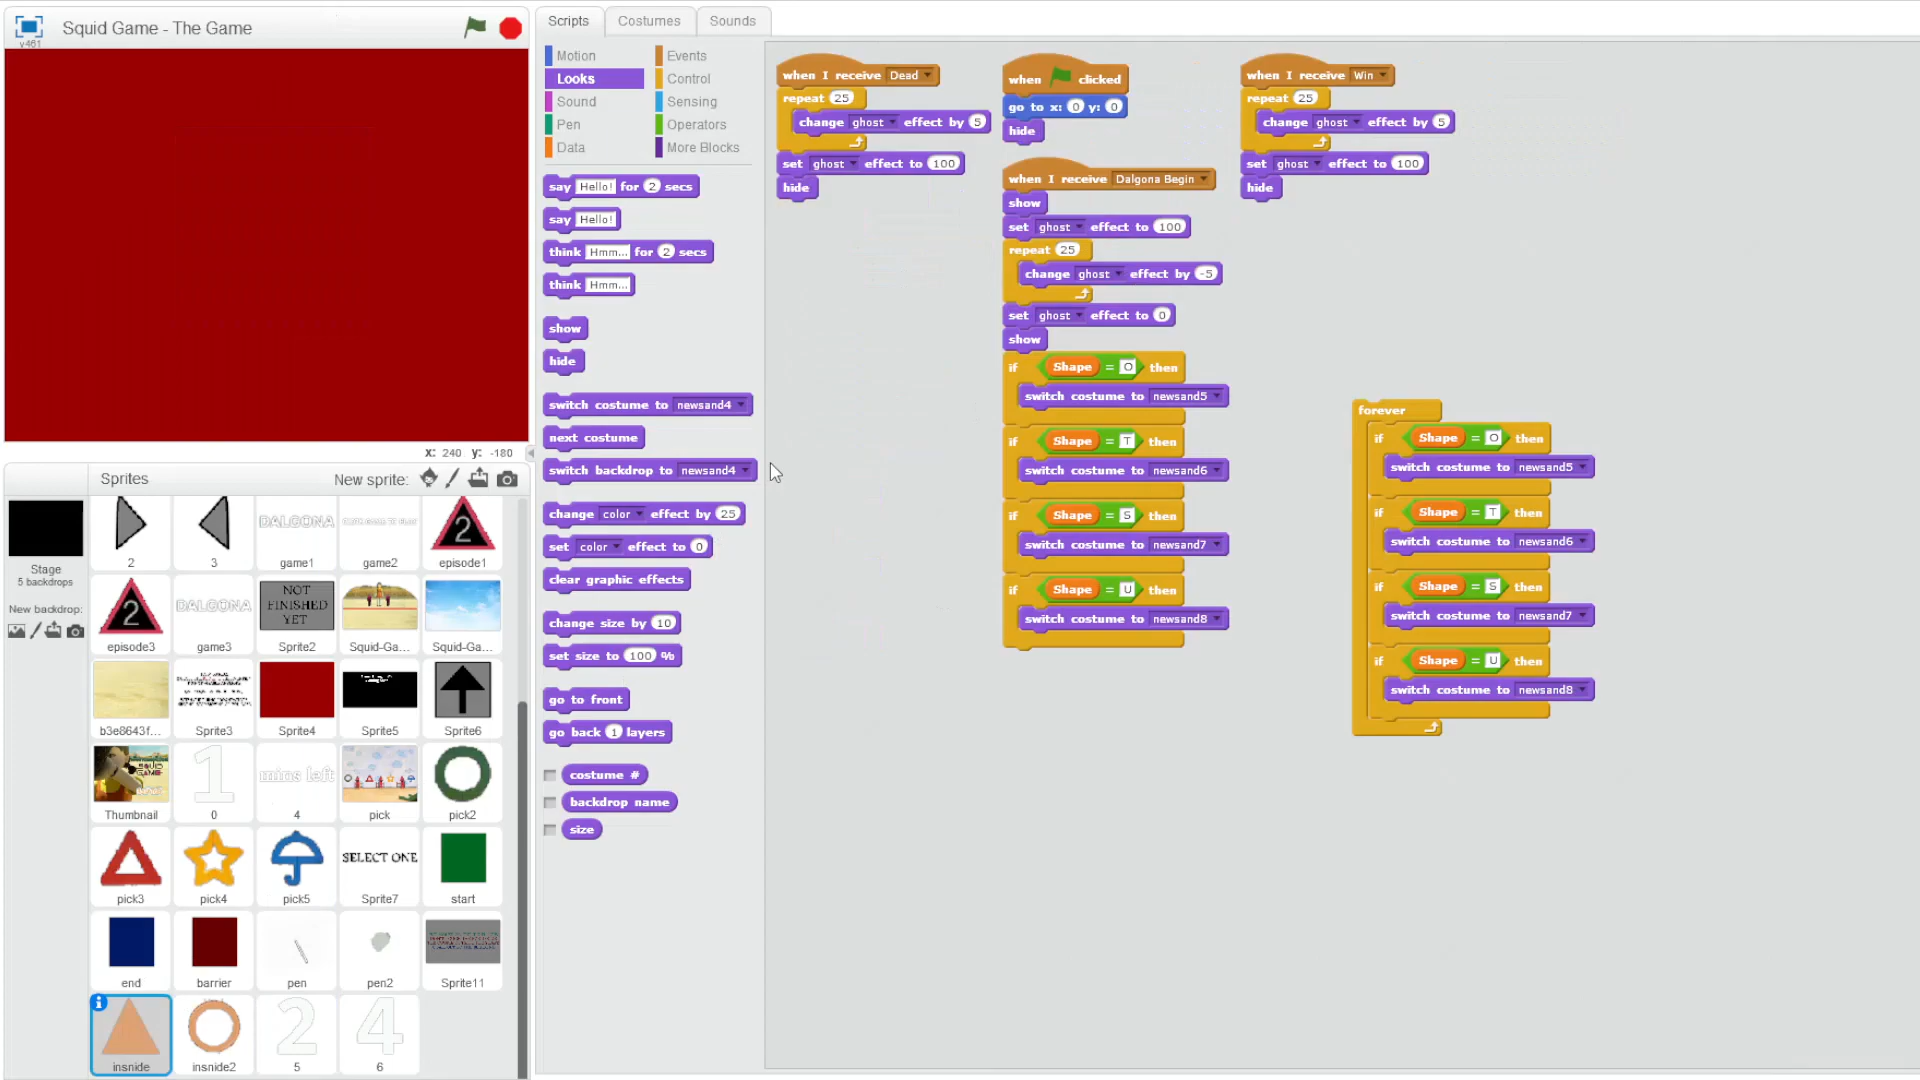 Squid Game - The Game
v461
Scripts
Costumes
Sounds
Motion
Events
Looks
Control
Sound
Sensing
Pen
Operators
Data
More Blocks
say Hello! for 2 secs
say Hello!
think Hmm... for 2 secs
think Hmm...
show
hide
switch costume to newsand4
next costume
switch backdrop to newsand4
change color effect by 25
set color effect to 0
clear graphic effects
change size by 10
set size to 100 %
go to front
go back 1 layers
costume #
backdrop name
size
when I receive Dead
repeat 25
change ghost effect by 5
set ghost effect to 100
hide
when clicked
go to x: 0 y: 0
hide
when I receive Dalgona Begin
show
set ghost effect to 100
repeat 25
change ghost effect by -5
set ghost effect to 0
show
if Shape = O then
switch costume to newsand5
if Shape = T then
switch costume to newsand6
if Shape = S then
switch costume to newsand7
if Shape = U then
switch costume to newsand8
when I receive Win
repeat 25
change ghost effect by 5
set ghost effect to 100
hide
forever
if Shape = O then
switch costume to newsand5
if Shape = T then
switch costume to newsand6
if Shape = S then
switch costume to newsand7
if Shape = U then
switch costume to newsand8
x: 240 y: -180
Sprites
New sprite:
Stage
5 backdrops
New backdrop:
DALGONA
2
2
3
game1
game2
episode1
2
DALGONA
NOT
FINISHED
YET
episode3
game3
Sprite2
Squid-Ga...
Squid-Ga...
b3e8643f...
Sprite3
Sprite4
Sprite5
Sprite6
1
mins left
Thumbnail
0
4
pick
pick2
SELECT ONE
pick3
pick4
pick5
Sprite7
start
end
barrier
pen
pen2
Sprite11
i
2
4
insnide
insnide2
5
6